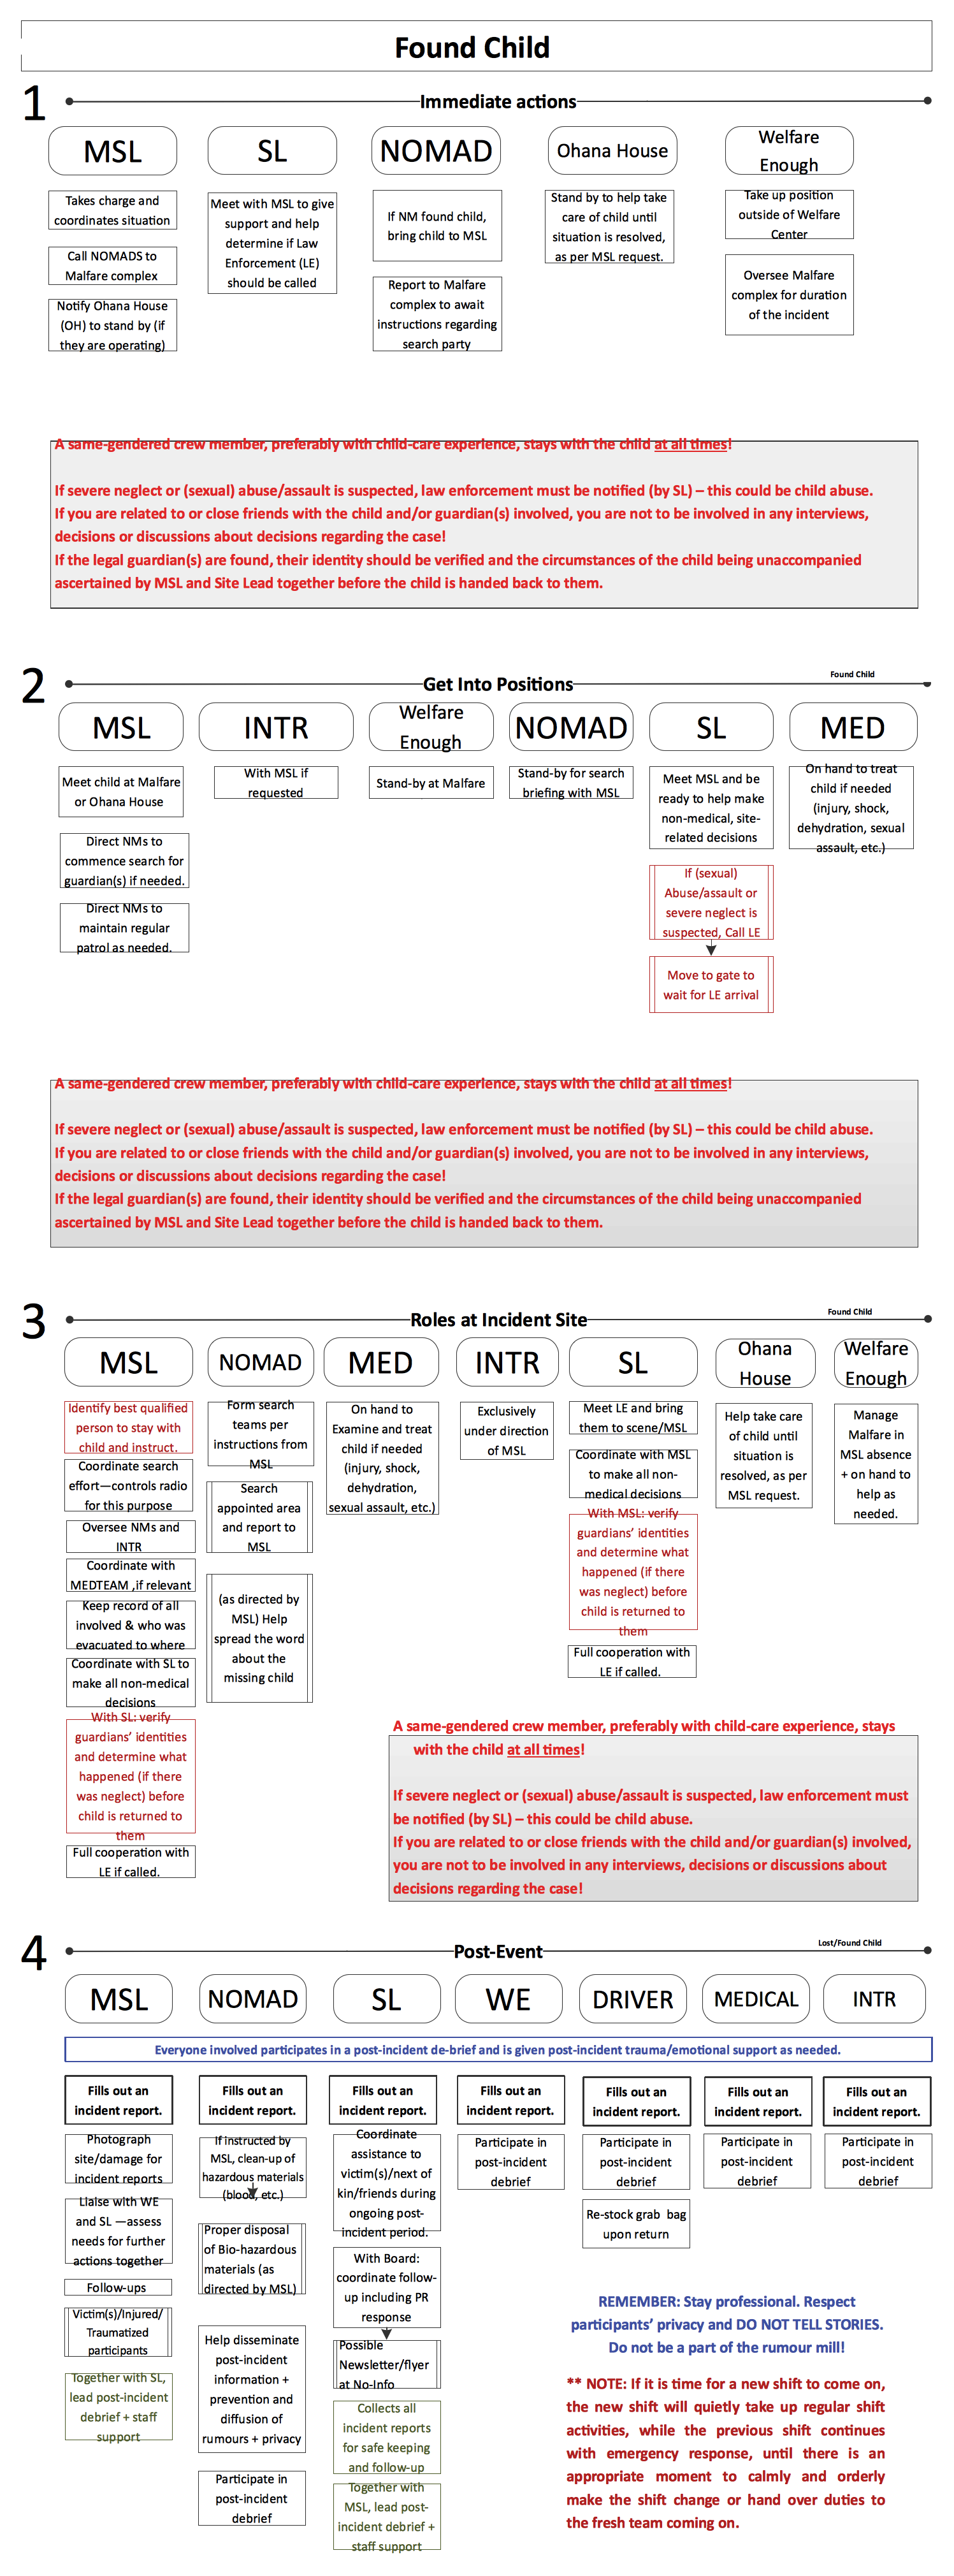 Found Child
1
Immediate actions
MSL
SL
NOMAD
Ohana House
Welfare
Enough
Takes charge and
coordinates situation
Call NOMADS to
Malfare complex
Notify Ohana House
(OH) to stand by (if
they are operating)
Meet with MSL to give
support and help
determine if Law
Enforcement (LE)
should be called
If NM found child,
bring child to MSL
Report to Malfare
complex to await
instructions regarding
search party
Stand by to help take
care of child until
situation is resolved,
as per MSL request.
Take up position
outside of Welfare
Center
Oversee Malfare
complex for duration
of the incident
A same-gendered crew member, preferably with child-care experience, stays with the child at all times!
If severe neglect or (sexual) abuse/assault is suspected, law enforcement must be notified (by SL) – this could be child abuse.
If you are related to or close friends with the child and/or guardian(s) involved, you are not to be involved in any interviews,
decisions or discussions about decisions regarding the case!
If the legal guardian(s) are found, their identity should be verified and the circumstances of the child being unaccompanied
ascertained by MSL and Site Lead together before the child is handed back to them.
2
Get Into Positions
Found Child
MSL
INTR
Welfare
Enough
NOMAD
SL
MED
Meet child at Malfare
or Ohana House
Direct NMs to
commence search for
guardian(s) if needed.
Direct NMs to
maintain regular
patrol as needed.
With MSL if
requested
Stand-by at Malfare
Stand-by for search
briefing with MSL
Meet MSL and be
ready to help make
non-medical, site-
related decisions
If (sexual)
Abuse/assault or
severe neglect is
suspected, Call LE
Move to gate to
wait for LE arrival
On hand to treat
child if needed
(injury, shock,
dehydration, sexual
assault, etc.)
A same-gendered crew member, preferably with child-care experience, stays with the child at all times!
If severe neglect or (sexual) abuse/assault is suspected, law enforcement must be notified (by SL) – this could be child abuse.
If you are related to or close friends with the child and/or guardian(s) involved, you are not to be involved in any interviews,
decisions or discussions about decisions regarding the case!
If the legal guardian(s) are found, their identity should be verified and the circumstances of the child being unaccompanied
ascertained by MSL and Site Lead together before the child is handed back to them.
3
Roles at Incident Site
Found Child
MSL
NOMAD
MED
INTR
SL
Ohana
House
Welfare
Enough
Identify best qualified
person to stay with
child and instruct.
Coordinate search
effort—controls radio
for this purpose
Oversee NMs and
INTR
Coordinate with
MEDTEAM ,if relevant
Keep record of all
involved & who was
evacuated to where
Coordinate with SL to
make all non-medical
decisions
With SL: verify
guardians' identities
and determine what
happened (if there
was neglect) before
child is returned to
them
Full cooperation with
LE if called.
Form search
teams per
instructions from
MSL
Search
appointed area
and report to
MSL
(as directed by
MSL) Help
spread the word
about the
missing child
On hand to
Examine and treat
child if needed
(injury, shock,
dehydration,
sexual assault, etc.)
Exclusively
under direction
of MSL
Meet LE and bring
them to scene/MSL
Coordinate with MSL
to make all non-
medical decisions
With MSL: verify
guardians' identities
and determine what
happened (if there
was neglect) before
child is returned to
them
Full cooperation with
LE if called.
Help take care
of child until
situation is
resolved, as per
MSL request.
Manage
Malfare in
MSL absence
+ on hand to
help as
needed.
A same-gendered crew member, preferably with child-care experience, stays
with the child at all times!
If severe neglect or (sexual) abuse/assault is suspected, law enforcement must
be notified (by SL) – this could be child abuse.
If you are related to or close friends with the child and/or guardian(s) involved,
you are not to be involved in any interviews, decisions or discussions about
decisions regarding the case!
4
Post-Event
Lost/Found Child
MSL
NOMAD
SL
WE
DRIVER
MEDICAL
INTR
Everyone involved participates in a post-incident de-brief and is given post-incident trauma/emotional support as needed.
Fills out an
incident report.
Photograph
site/damage for
incident reports
Liaise with WE
and SL —assess
needs for further
actions together
Follow-ups
Victim(s)/Injured/
Traumatized
participants
Together with SL,
lead post-incident
debrief + staff
support
Fills out an
incident report.
If instructed by
MSL, clean-up of
hazardous materials
(blood, etc.)
Proper disposal
of Bio-hazardous
materials (as
directed by MSL)
Help disseminate
post-incident
information +
prevention and
diffusion of
rumours + privacy
Participate in
post-incident
debrief
Fills out an
incident report.
Coordinate
assistance to
victim(s)/next of
kin/friends during
ongoing post-
incident period.
With Board:
coordinate follow-
up including PR
response
Possible
Newsletter/flyer
at No-Info
Collects all
incident reports
for safe keeping
and follow-up
Together with
MSL, lead post-
incident debrief +
staff support
Fills out an
incident report.
Participate in
post-incident
debrief
Fills out an
incident report.
Participate in
post-incident
debrief
Re-stock grab bag
upon return
Fills out an
incident report.
Participate in
post-incident
debrief
Fills out an
incident report.
Participate in
post-incident
debrief
REMEMBER: Stay professional. Respect
participants' privacy and DO NOT TELL STORIES.
Do not be a part of the rumour mill!
** NOTE: If it is time for a new shift to come on,
the new shift will quietly take up regular shift
activities, while the previous shift continues
with emergency response, until there is an
appropriate moment to calmly and orderly
make the shift change or hand over duties to
the fresh team coming on.